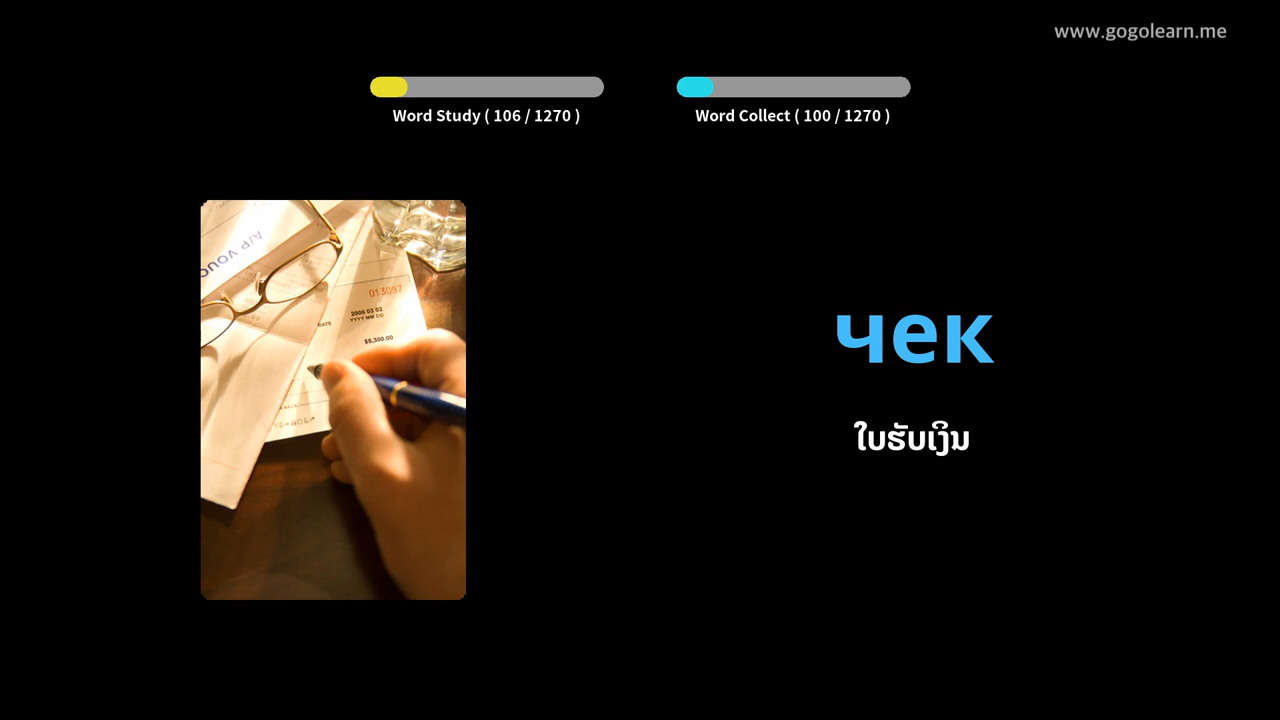 www.gogolearn.me
Word Study ( 106 / 1270 )
Word Collect ( 100 / 1270 )
A/P VOUC
013097
DATE
2006 03 02
YYYY MM DD
$5,300.00
чек
ໃບຮັບເງິນ